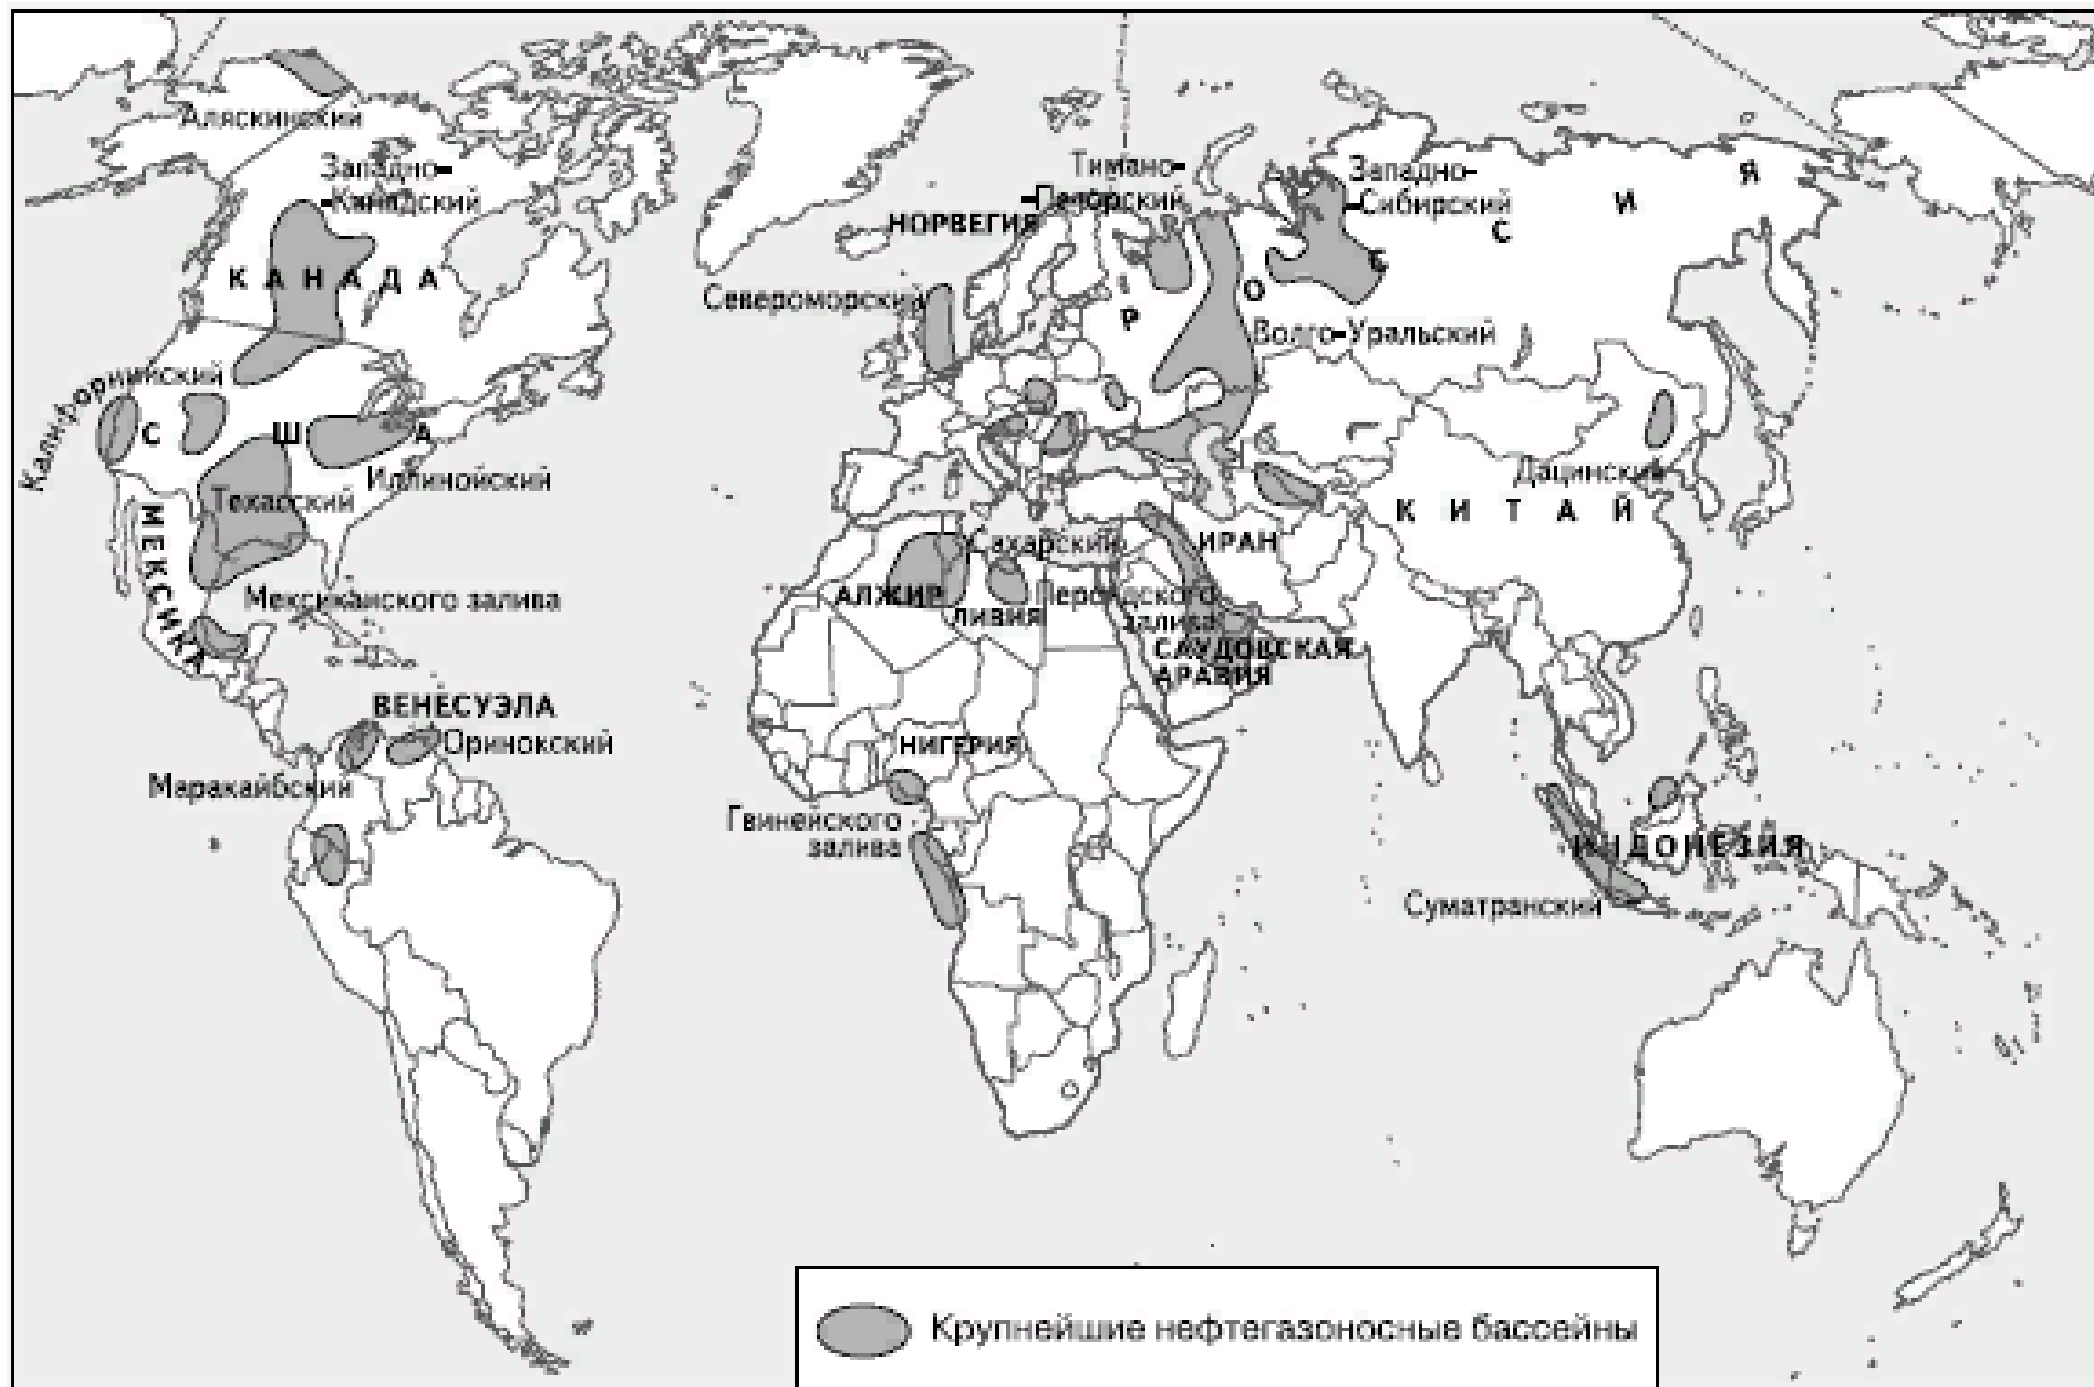 Аляскинский
Западно-
-Канадский
КАНАДА
Калифорнийский
США
Иллинойский
Техасский
МЕКСИКА
Мексиканского залива
ВЕНЕСУЭЛА
Оринокский
Маракайбский
НОРВЕГИЯ
Североморский
Тимано-
-Печорский
Западно-
-Сибирский
РОССИЯ
Волго-Уральский
Дацинский
КИТАЙ
ИРАН
Сахарский
АЛЖИР
ЛИВИЯ
Персидского
залива
САУДОВСКАЯ
АРАВИЯ
НИГЕРИЯ
Гвинейского
залива
ИНДОНЕЗИЯ
Суматранский
Крупнейшие нефтегазоносные бассейны